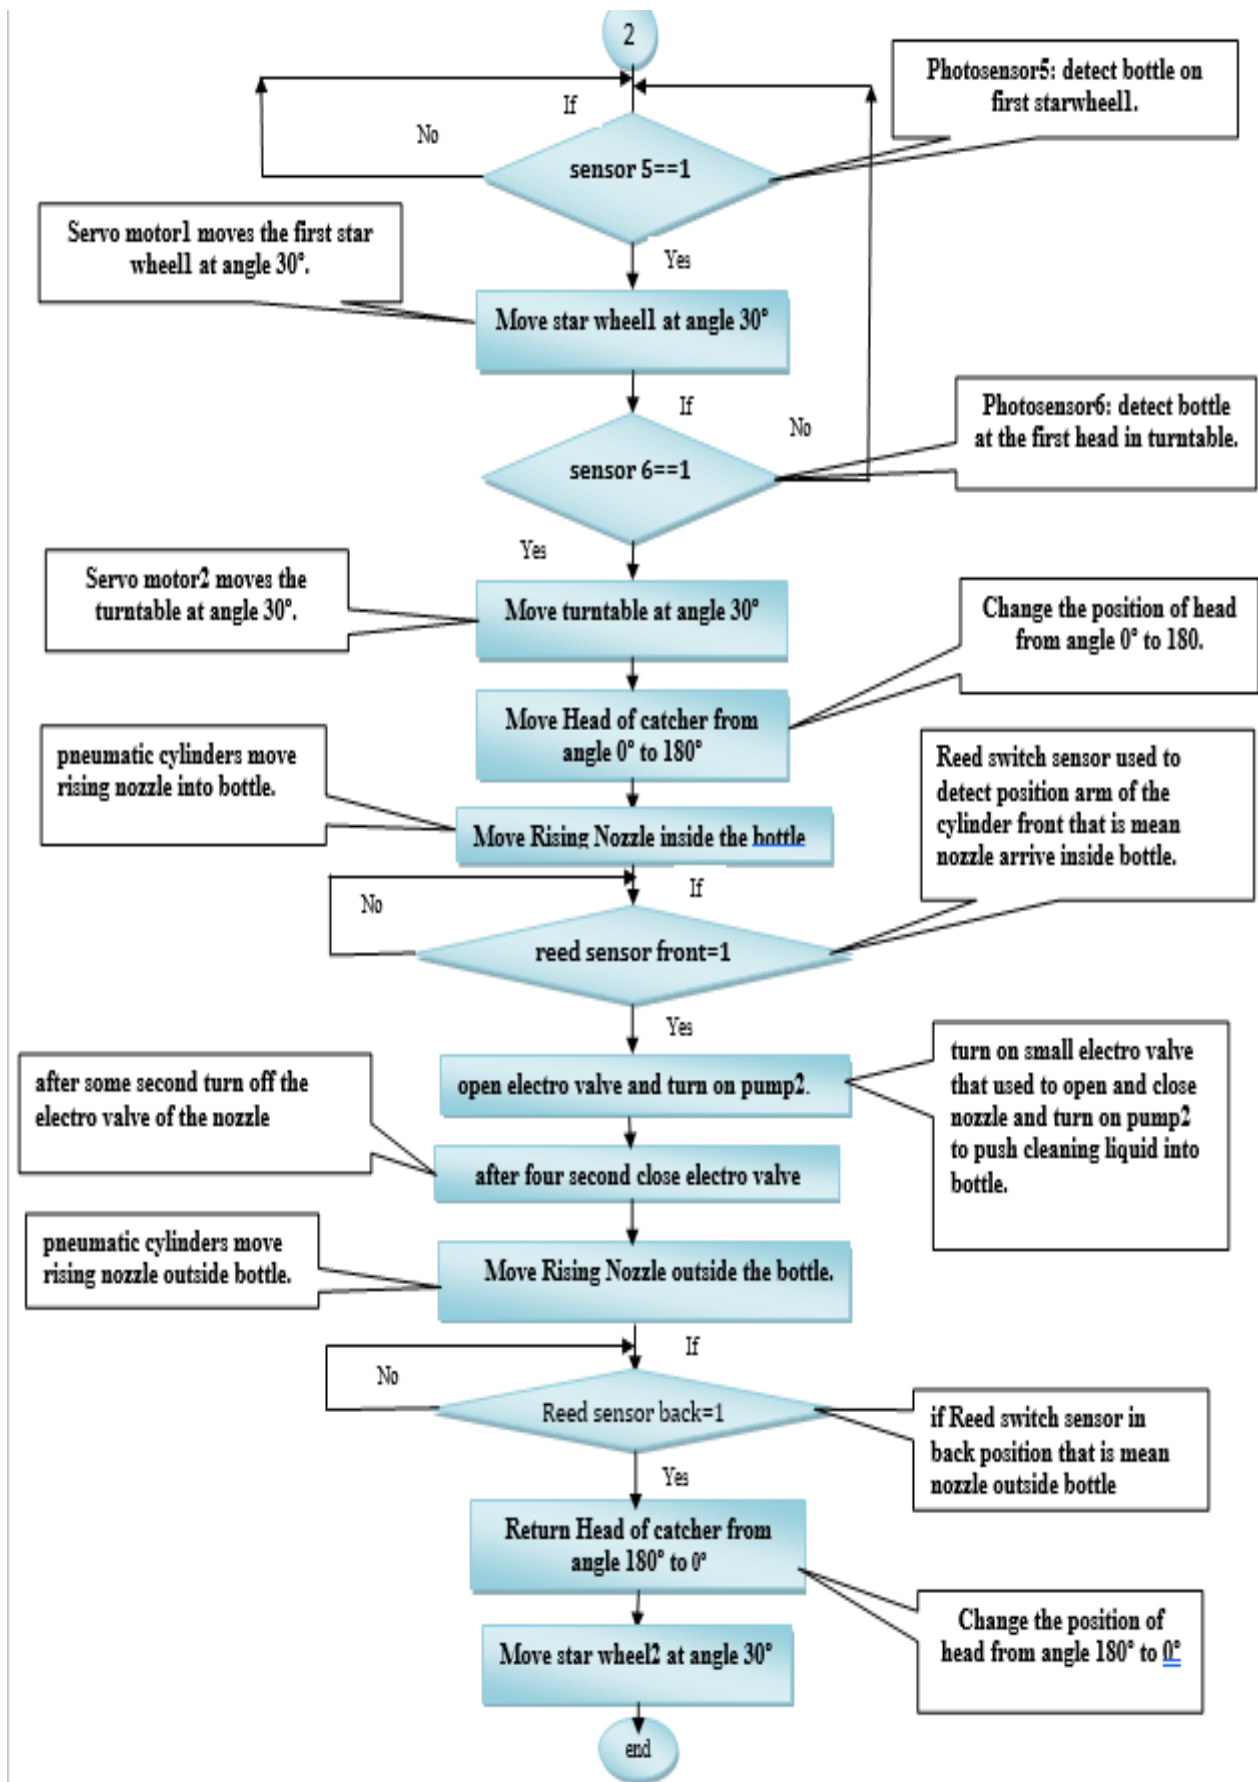 2
Photosensor5: detect bottle on
first starwheel1.
If
No
sensor 5==1
Servo motor1 moves the first star
wheel1 at angle 30°.
Yes
Move star wheel1 at angle 30°
If
Photosensor6: detect bottle
at the first head in turntable.
No
sensor 6==1
Yes
Servo motor2 moves the
turntable at angle 30°.
Move turntable at angle 30°
Change the position of head
from angle 0° to 180.
Move Head of catcher from
angle 0° to 180°
pneumatic cylinders move
rising nozzle into bottle.
Reed switch sensor used to
detect position arm of the
cylinder front that is mean
nozzle arrive inside bottle.
Move Rising Nozzle inside the bottle
If
No
reed sensor front=1
Yes
turn on small electro valve
that used to open and close
nozzle and turn on pump2
to push cleaning liquid into
bottle.
open electro valve and turn on pump2.
after some second turn off the
electro valve of the nozzle
after four second close electro valve
pneumatic cylinders move
rising nozzle outside bottle.
Move Rising Nozzle outside the bottle.
If
No
Reed sensor back=1
if Reed switch sensor in
back position that is mean
nozzle outside bottle
Yes
Return Head of catcher from
angle 180° to 0°
Change the position of
head from angle 180° to 0°
Move star wheel2 at angle 30°
end